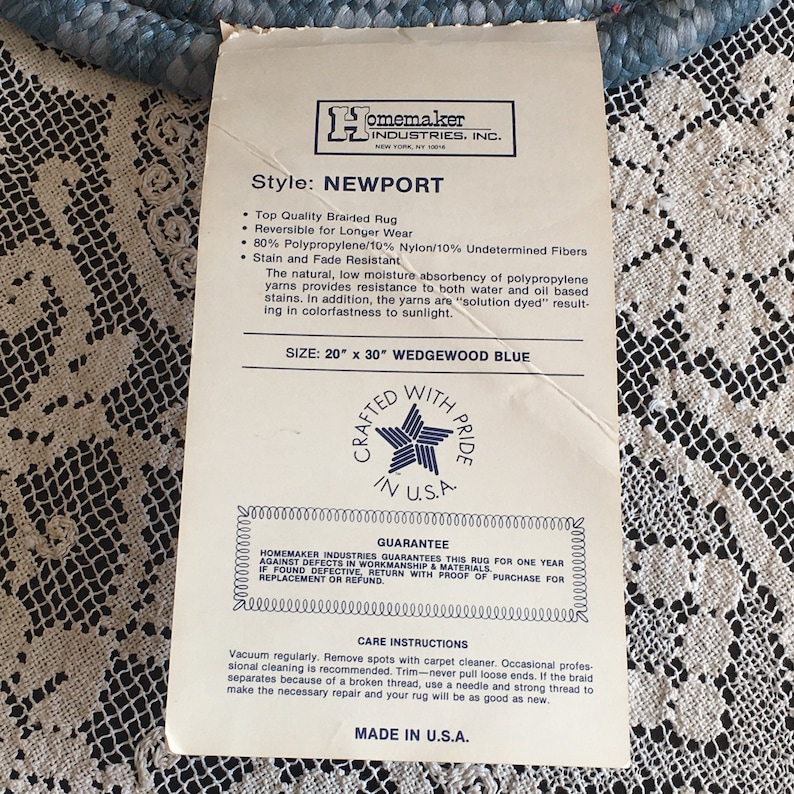 Homemaker
INDUSTRIES, INC.
NEW YORK, NY 10016
Style: NEWPORT
• Top Quality Braided Rug
• Reversible for Longer Wear
• 80% Polypropylene/10% Nylon/10% Undetermined Fibers
• Stain and Fade Resistant
The natural, low moisture absorbency of polypropylene
yarns provides resistance to both water and oil based
stains. In addition, the yarns are "solution dyed" result-
ing in colorfastness to sunlight.
SIZE: 20" x 30" WEDGEWOOD BLUE
CRAFTED WITH PRIDE
IN U.S.A.
TM
GUARANTEE
HOMEMAKER INDUSTRIES GUARANTEES THIS RUG FOR ONE YEAR
AGAINST DEFECTS IN WORKMANSHIP & MATERIALS.
IF FOUND DEFECTIVE, RETURN WITH PROOF OF PURCHASE FOR
REPLACEMENT OR REFUND.
CARE INSTRUCTIONS
Vacuum regularly. Remove spots with carpet cleaner. Occasional profes-
sional cleaning is recommended. Trim—never pull loose ends. If the braid
separates because of a broken thread, use a needle and strong thread to
make the necessary repair and your rug will be as good as new.
MADE IN U.S.A.